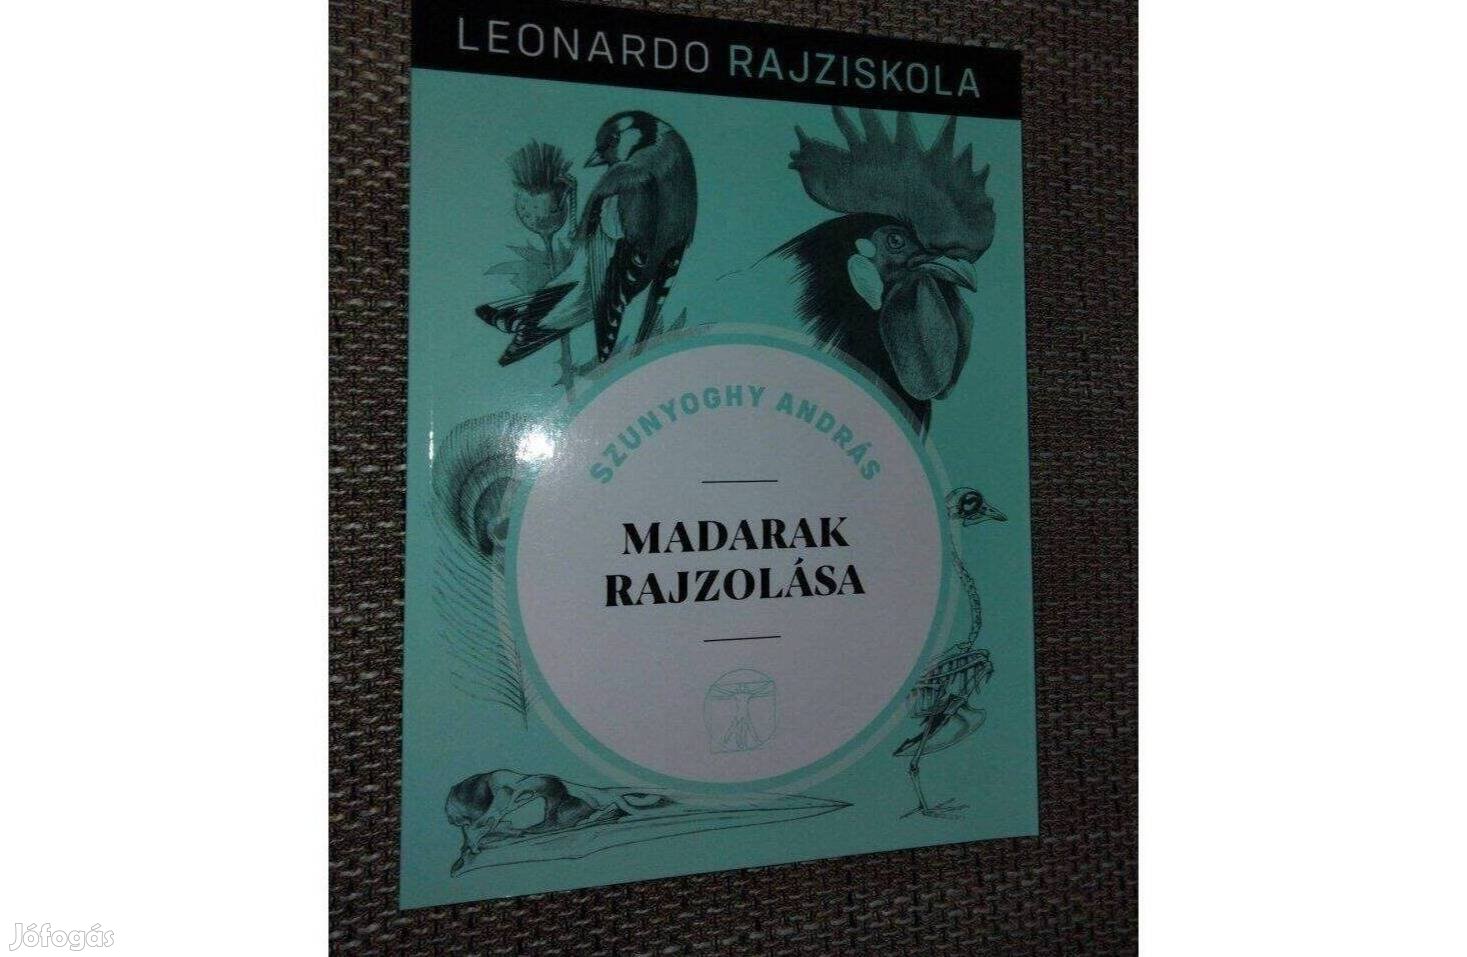 LEONARDO RAJZISKOLA
SZUNYOGHY ANDRÁS
MADARAK
RAJZOLÁSA
Jófogás